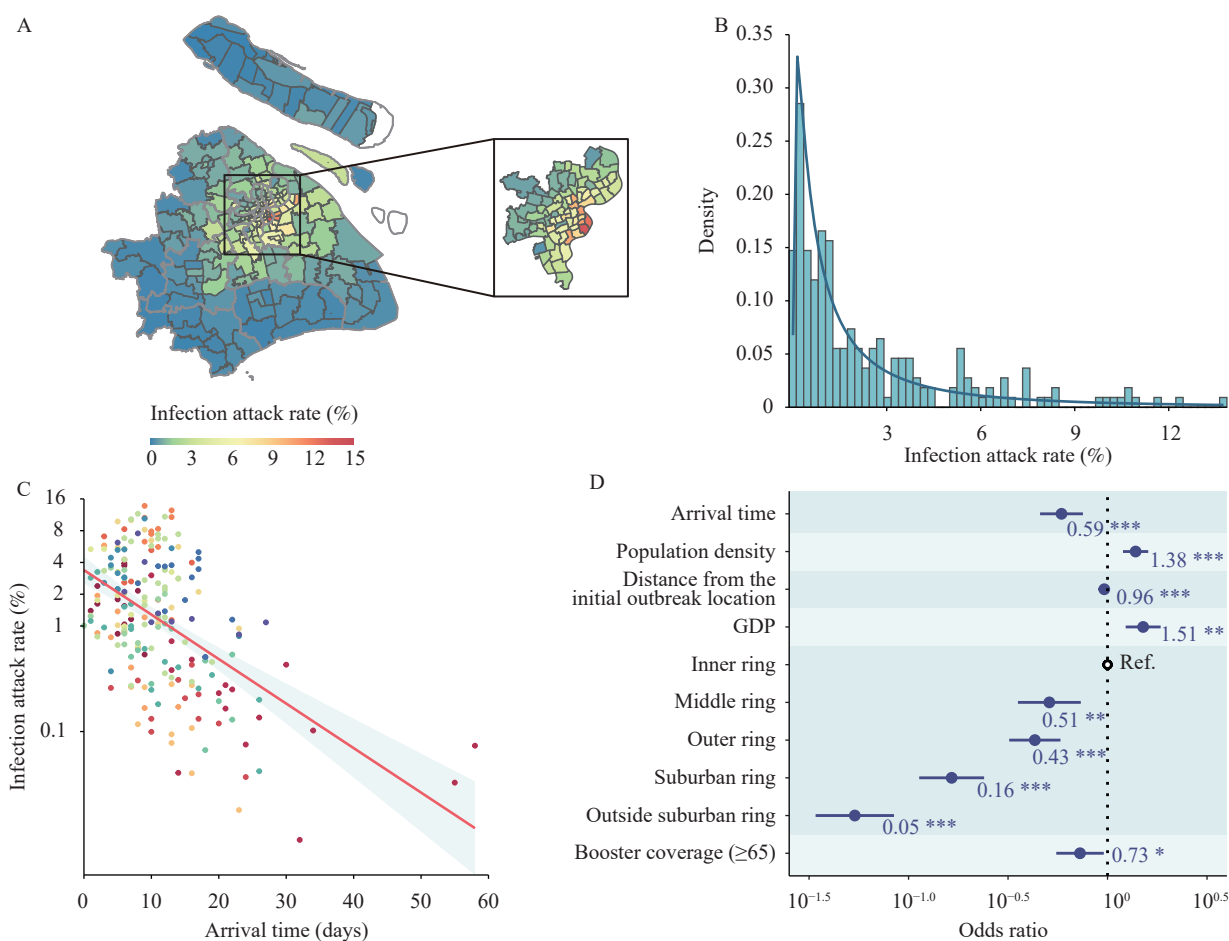 A
Infection attack rate (%)
0 3 6 9 12 15
B
Density
0.35
0.30
0.25
0.20
0.15
0.10
0.05
0
3 6 9 12
Infection attack rate (%)
C
Infection attack rate (%)
16
8
4
2
1
0.1
0 10 20 30 40 50 60
Arrival time (days)
D
Arrival time
0.59 ***
Population density
1.38 ***
Distance from the
initial outbreak location
0.96 ***
GDP
1.51 **
Inner ring
Ref.
Middle ring
0.51 **
Outer ring
0.43 ***
Suburban ring
0.16 ***
Outside suburban ring
0.05 ***
Booster coverage (≥65)
0.73 *
10⁻¹·⁵ 10⁻¹·⁰ 10⁻⁰·⁵ 10⁰ 10⁰·⁵
Odds ratio